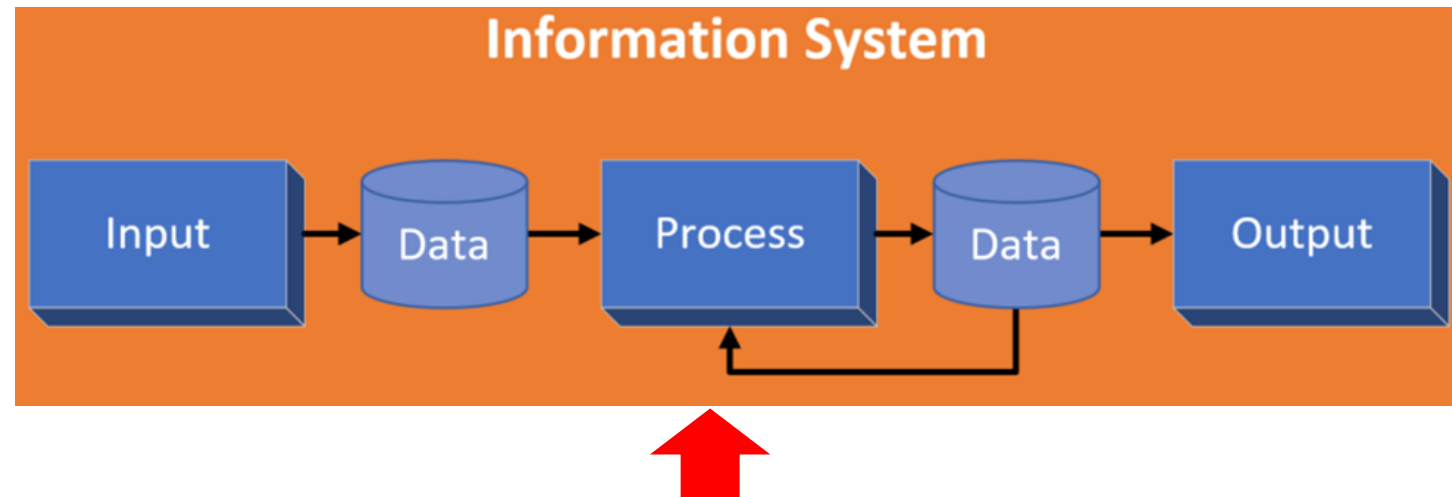 Information System
Input
Data
Process
Data
Output